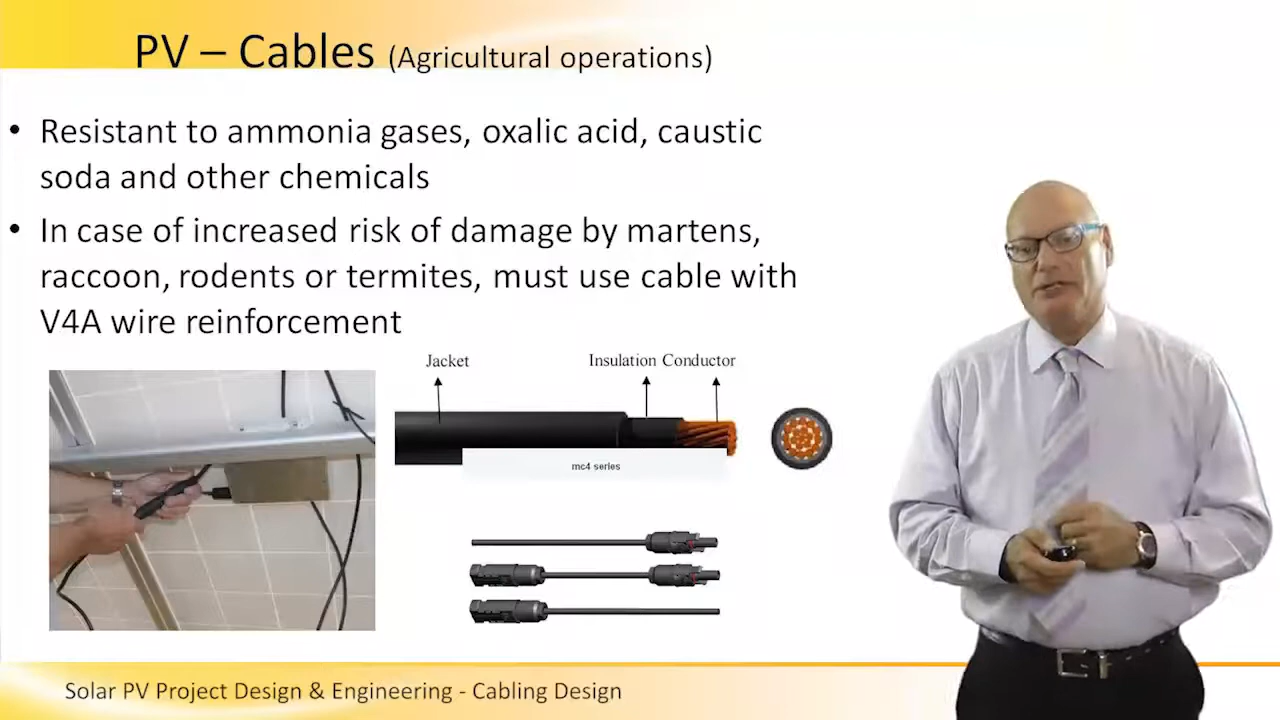 PV – Cables (Agricultural operations)
• Resistant to ammonia gases, oxalic acid, caustic
soda and other chemicals
• In case of increased risk of damage by martens,
raccoon, rodents or termites, must use cable with
V4A wire reinforcement
Jacket
Insulation Conductor
mc4 series
Solar PV Project Design & Engineering - Cabling Design